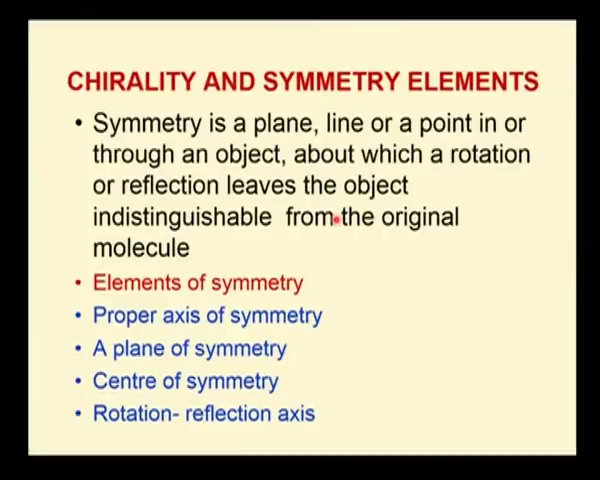 CHIRALITY AND SYMMETRY ELEMENTS
• Symmetry is a plane, line or a point in or
through an object, about which a rotation
or reflection leaves the object
indistinguishable from the original
molecule
• Elements of symmetry
• Proper axis of symmetry
• A plane of symmetry
• Centre of symmetry
• Rotation- reflection axis